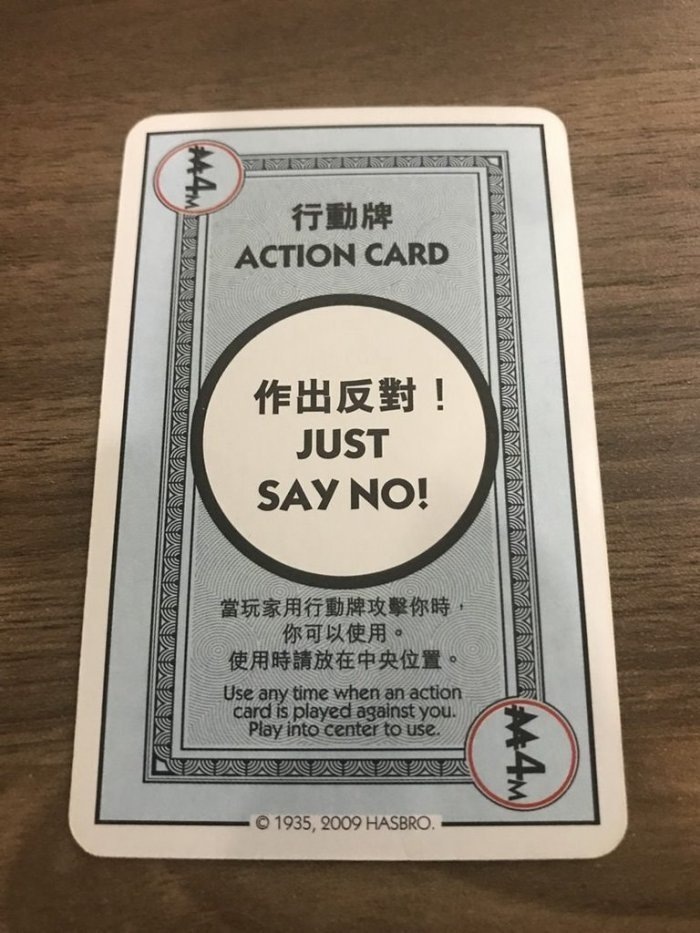 ₩4M
行動牌
ACTION CARD
作出反對！
JUST
SAY NO!
當玩家用行動牌攻擊你時，
你可以使用。
使用時請放在中央位置。
Use any time when an action
card is played against you.
Play into center to use.
₩4M
© 1935, 2009 HASBRO.